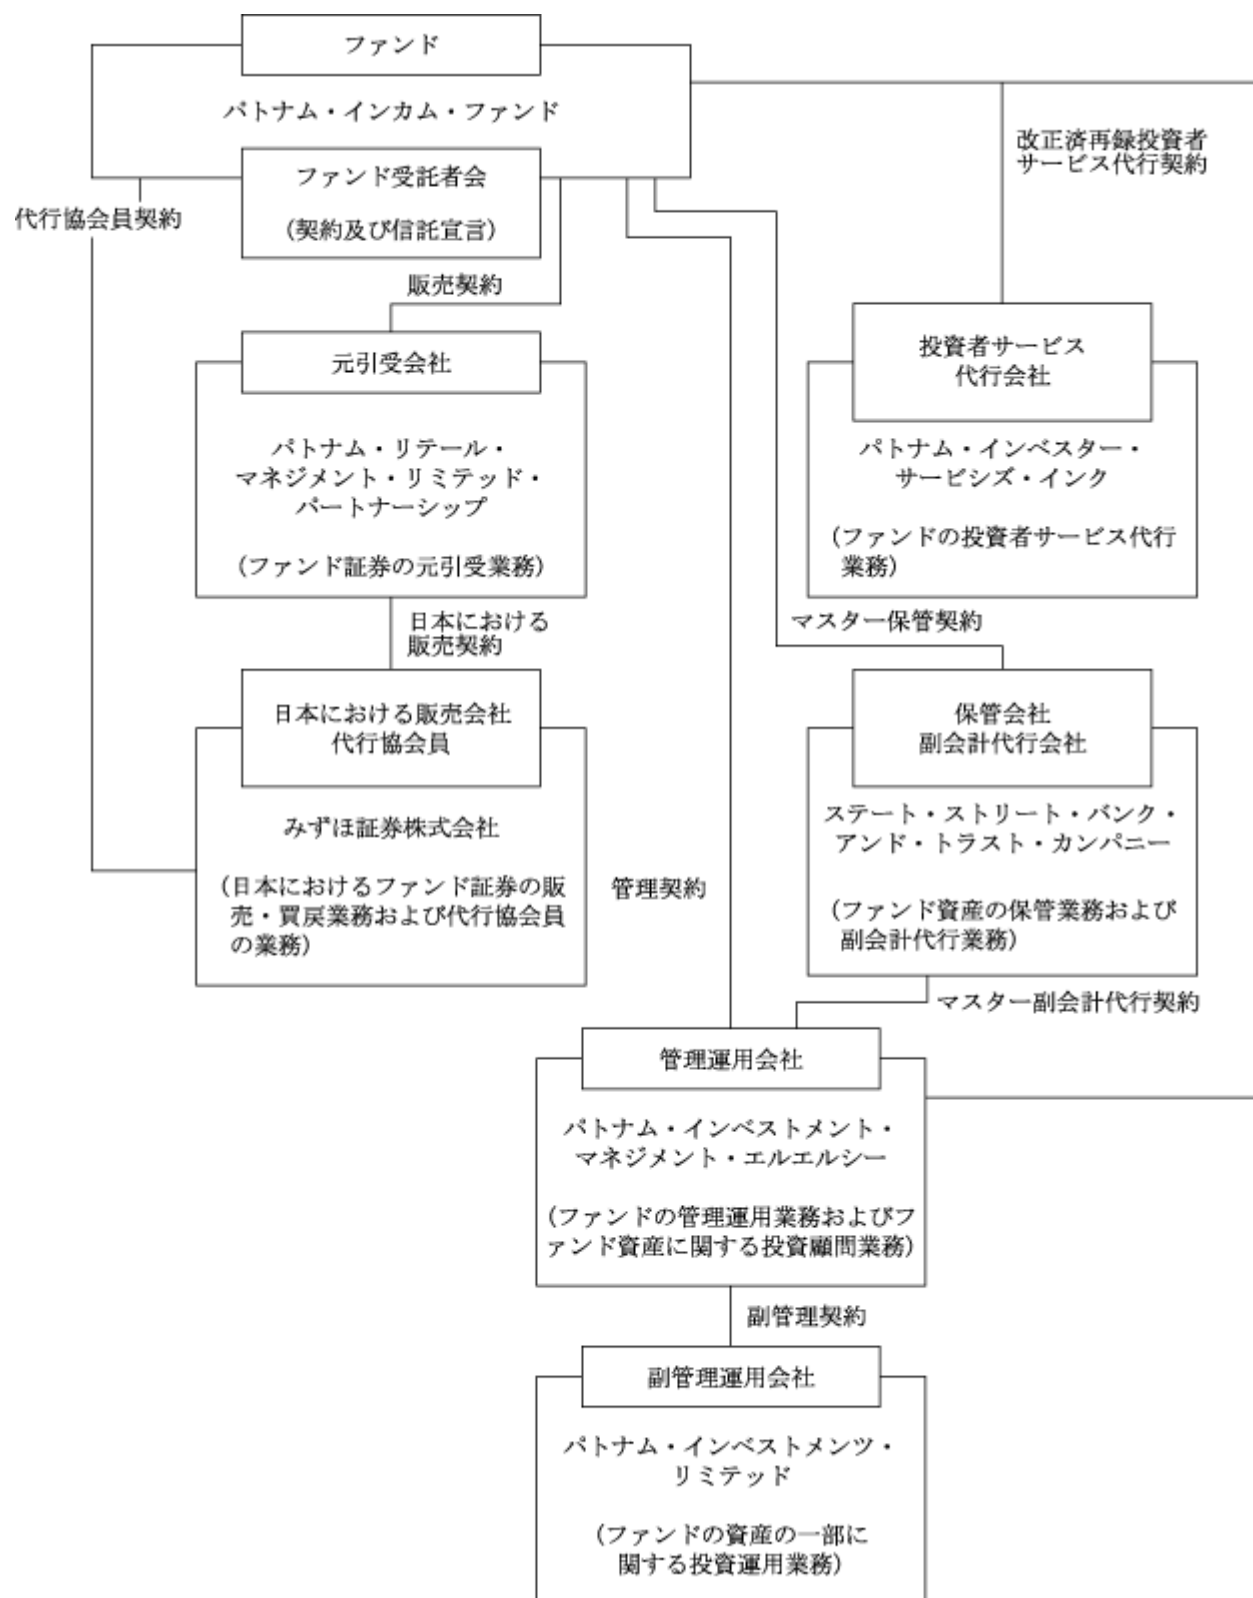 ファンド
パトナム・インカム・ファンド
ファンド受託者会
(契約及び信託宣言)
代行協会員契約
改正済再録投資者
サービス代行契約
販売契約
元引受会社
パトナム・リテール・
マネジメント・リミテッド・
パートナーシップ
(ファンド証券の元引受業務)
投資者サービス
代行会社
パトナム・インベスター・
サービシズ・インク
(ファンドの投資者サービス代行
業務)
日本における
販売契約
マスター保管契約
日本における販売会社
代行協会員
みずほ証券株式会社
(日本におけるファンド証券の販
売・買戻業務および代行協会員
の業務)
保管会社
副会計代行会社
ステート・ストリート・バンク・
アンド・トラスト・カンパニー
(ファンド資産の保管業務および
副会計代行業務)
管理契約
マスター副会計代行契約
管理運用会社
パトナム・インベストメント・
マネジメント・エルエルシー
(ファンドの管理運用業務およびフ
ァンド資産に関する投資顧問業務)
副管理契約
副管理運用会社
パトナム・インベストメンツ・
リミテッド
(ファンドの資産の一部に
関する投資運用業務)